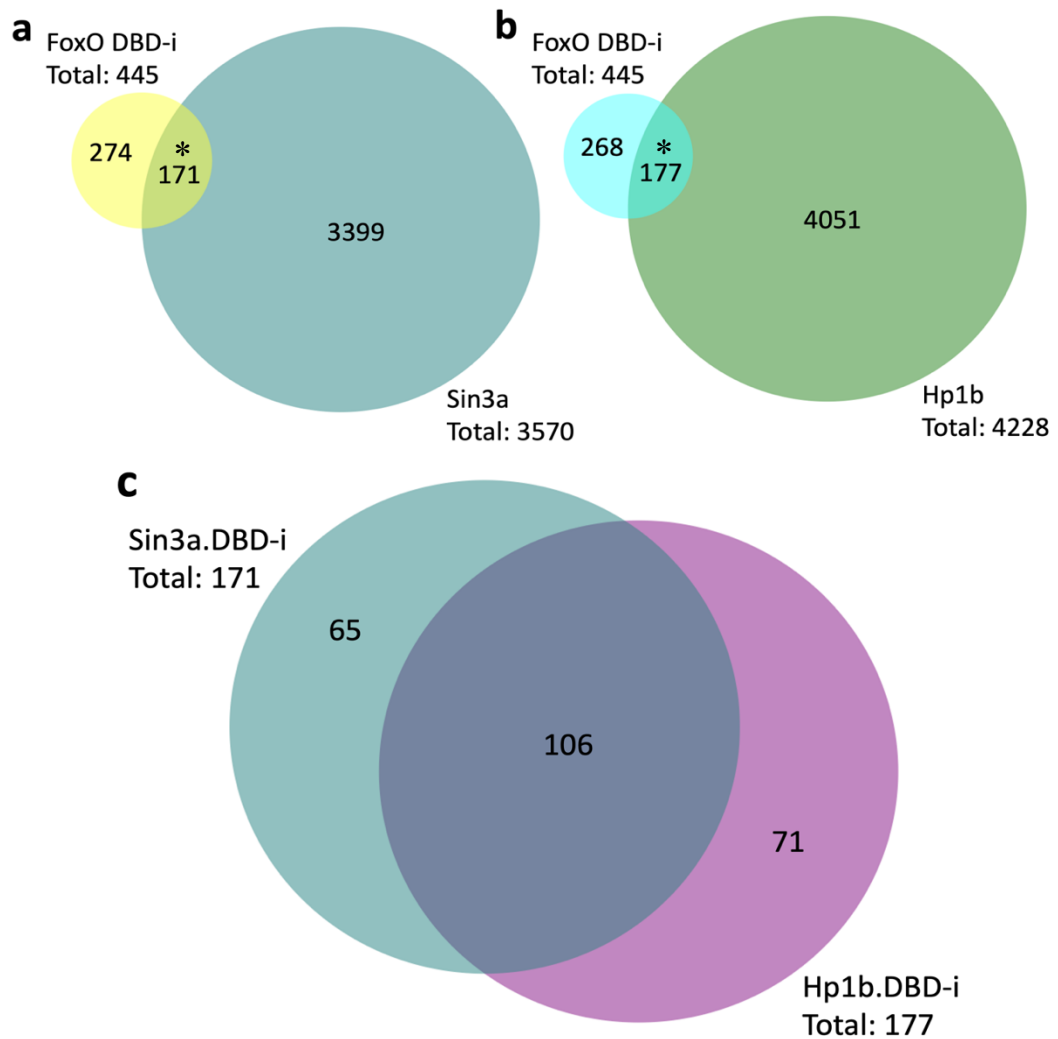 a
FoxO DBD-i
Total: 445
274
*
171
3399
Sin3a
Total: 3570
b
FoxO DBD-i
Total: 445
268
*
177
4051
Hp1b
Total: 4228
c
Sin3a.DBD-i
Total: 171
65
106
71
Hp1b.DBD-i
Total: 177